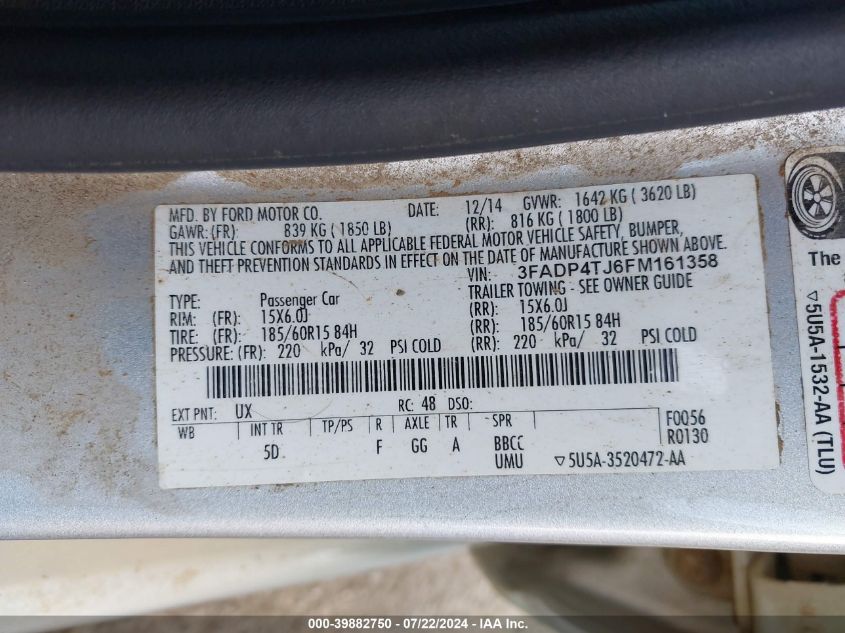 MFD. BY FORD MOTOR CO. DATE: 12/14 GVWR: 1642 KG ( 3620 LB)
GAWR:(FR) 839 KG ( 1850 LB) (RR): 816 KG ( 1800 LB)
THIS VEHICLE CONFORMS TO ALL APPLICABLE FEDERAL MOTOR VEHICLE SAFETY, BUMPER,
AND THEFT PREVENTION STANDARDS IN EFFECT ON THE DATE OF MANUFACTURE SHOWN ABOVE.
VIN: 3FADP4TJ6FM161358
TYPE: Passenger Car TRAILER TOWING - SEE OWNER GUIDE
RIM: (FR): 15X6.0J (RR): 15X6.0J
TIRE: (FR): 185/60R15 84H (RR): 185/60R15 84H
PRESSURE: (FR): 220 kPa/ 32 PSI COLD (RR): 220 kPa/ 32 PSI COLD
EXT PNT: UX RC: 48 DSO:
WB INT TR TP/PS R AXLE TR SPR F0056
5D F GG A BBCC R0130
UMU ▽5U5A-3520472-AA
The
▽5U5A-1532-AA (TLU)
000-39882750 - 07/22/2024 - IAA Inc.